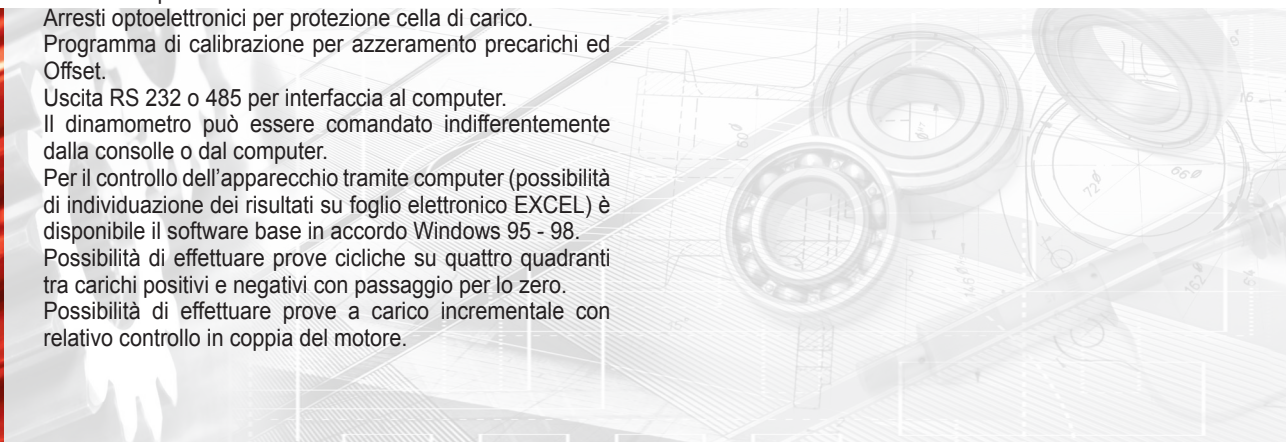 Arresti optoelettronici per protezione cella di carico.
Programma di calibrazione per azzeramento precarichi ed
Offset.
Uscita RS 232 o 485 per interfaccia al computer.
Il dinamometro può essere comandato indifferentemente
dalla consolle o dal computer.
Per il controllo dell'apparecchio tramite computer (possibilità
di individuazione dei risultati su foglio elettronico EXCEL) è
disponibile il software base in accordo Windows 95 - 98.
Possibilità di effettuare prove cicliche su quattro quadranti
tra carichi positivi e negativi con passaggio per lo zero.
Possibilità di effettuare prove a carico incrementale con
relativo controllo in coppia del motore.